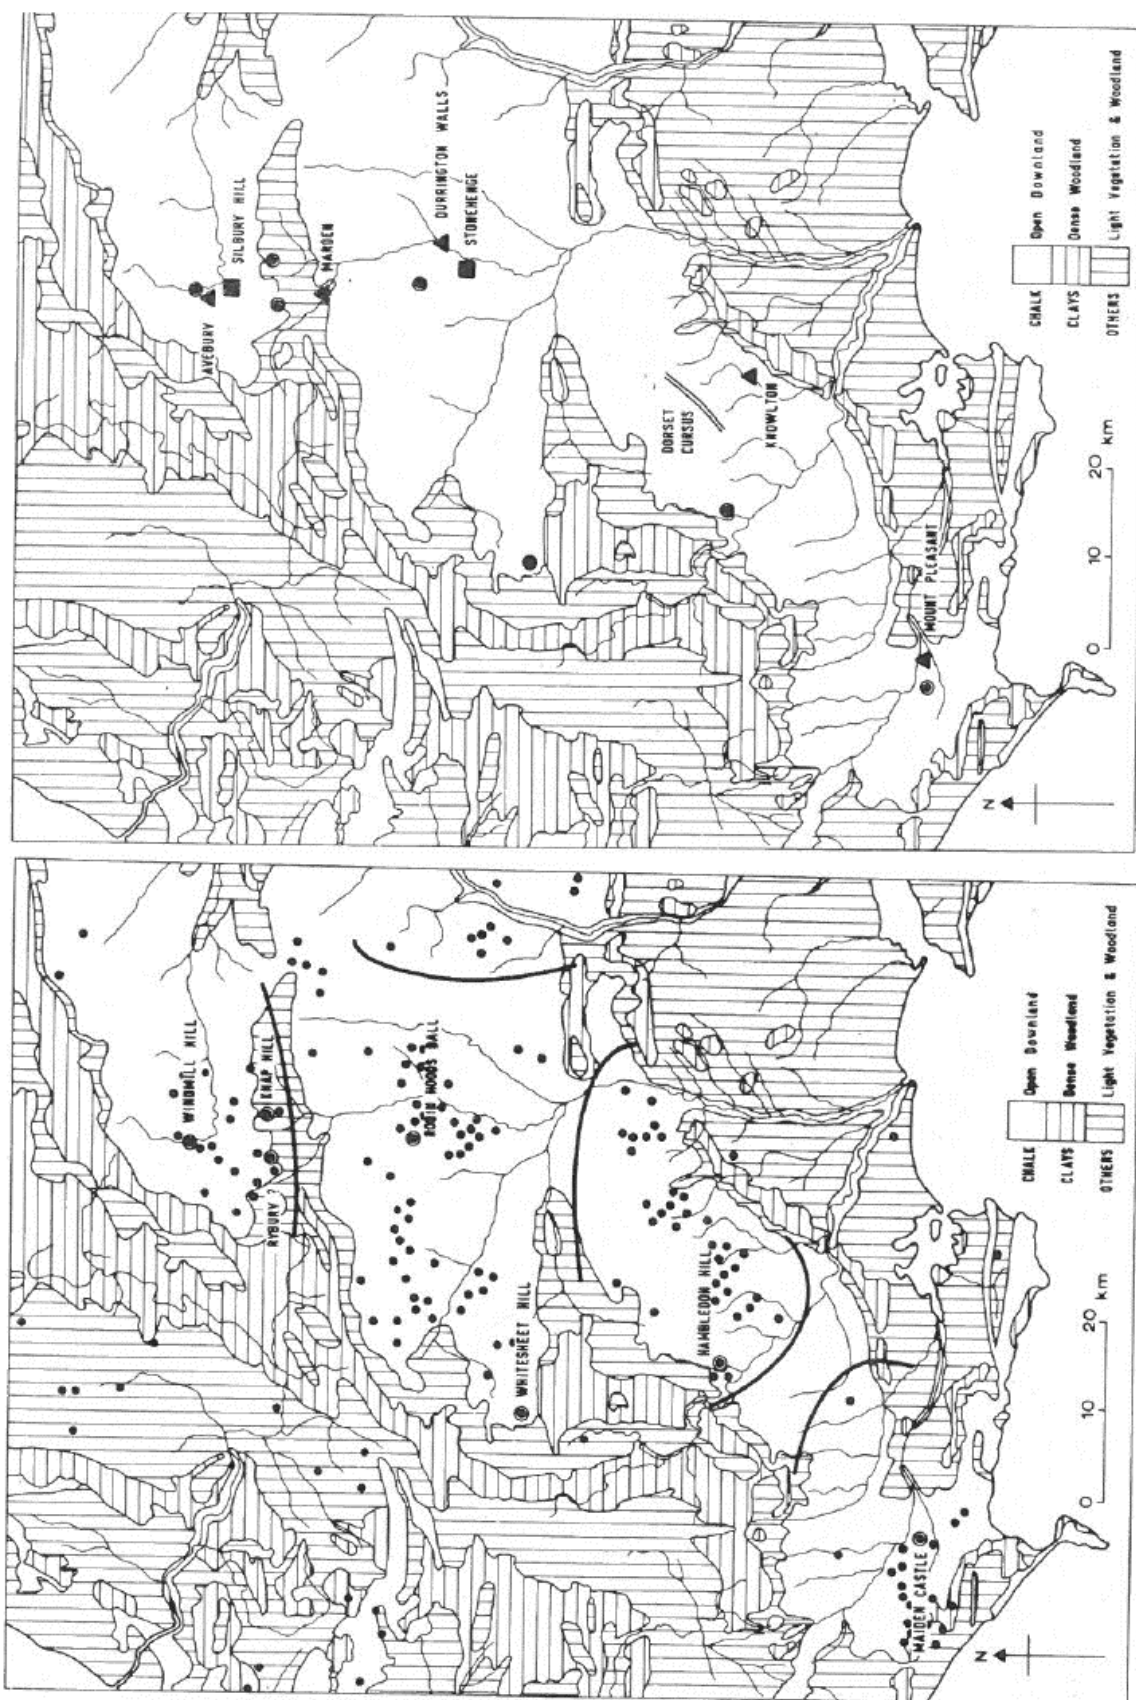 WINDMILL HILL
KNAP HILL
RYBURY ?
ROBIN HOODS BALL
WHITESHEET HILL
HAMBLEDON HILL
MAIDEN CASTLE
N
0 10 20 km
CHALK Open Downland
CLAYS Dense Woodland
OTHERS Light Vegetation & Woodland
AVEBURY
SILBURY HILL
MARDEN
DURRINGTON WALLS
STONEHENGE
DORSET
CURSUS
KNOWLTON
MOUNT PLEASANT
N
0 10 20 km
CHALK Open Downland
CLAYS Dense Woodland
OTHERS Light Vegetation & Woodland